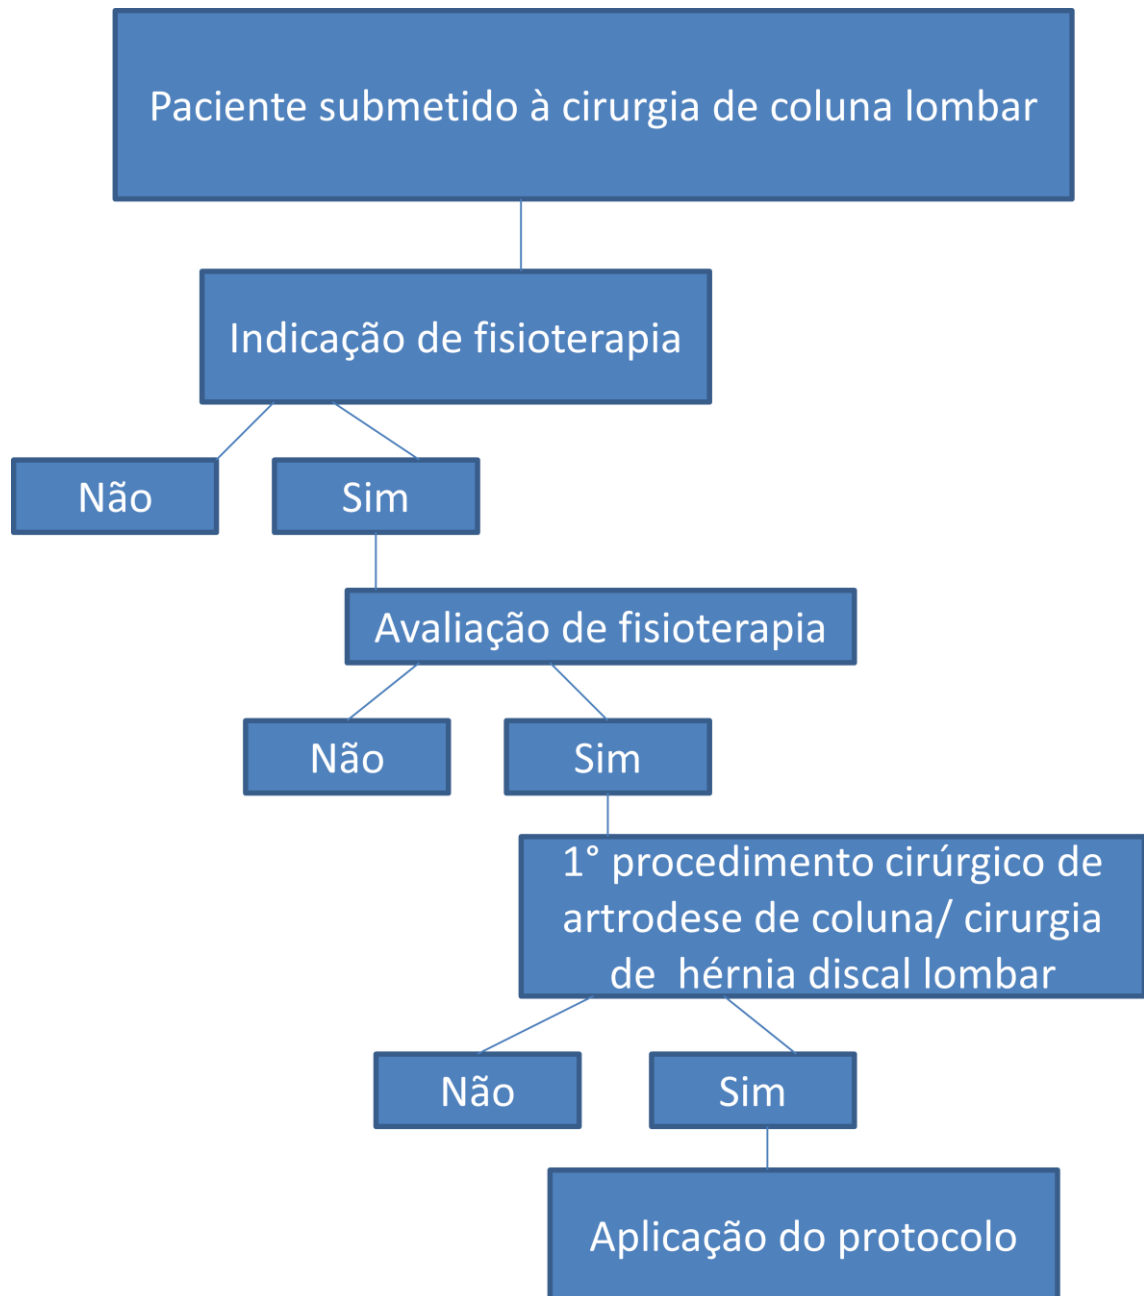 Paciente submetido à cirurgia de coluna lombar
Indicação de fisioterapia
Não
Sim
Avaliação de fisioterapia
Não
Sim
1° procedimento cirúrgico de
artrodese de coluna/ cirurgia
de hérnia discal lombar
Não
Sim
Aplicação do protocolo